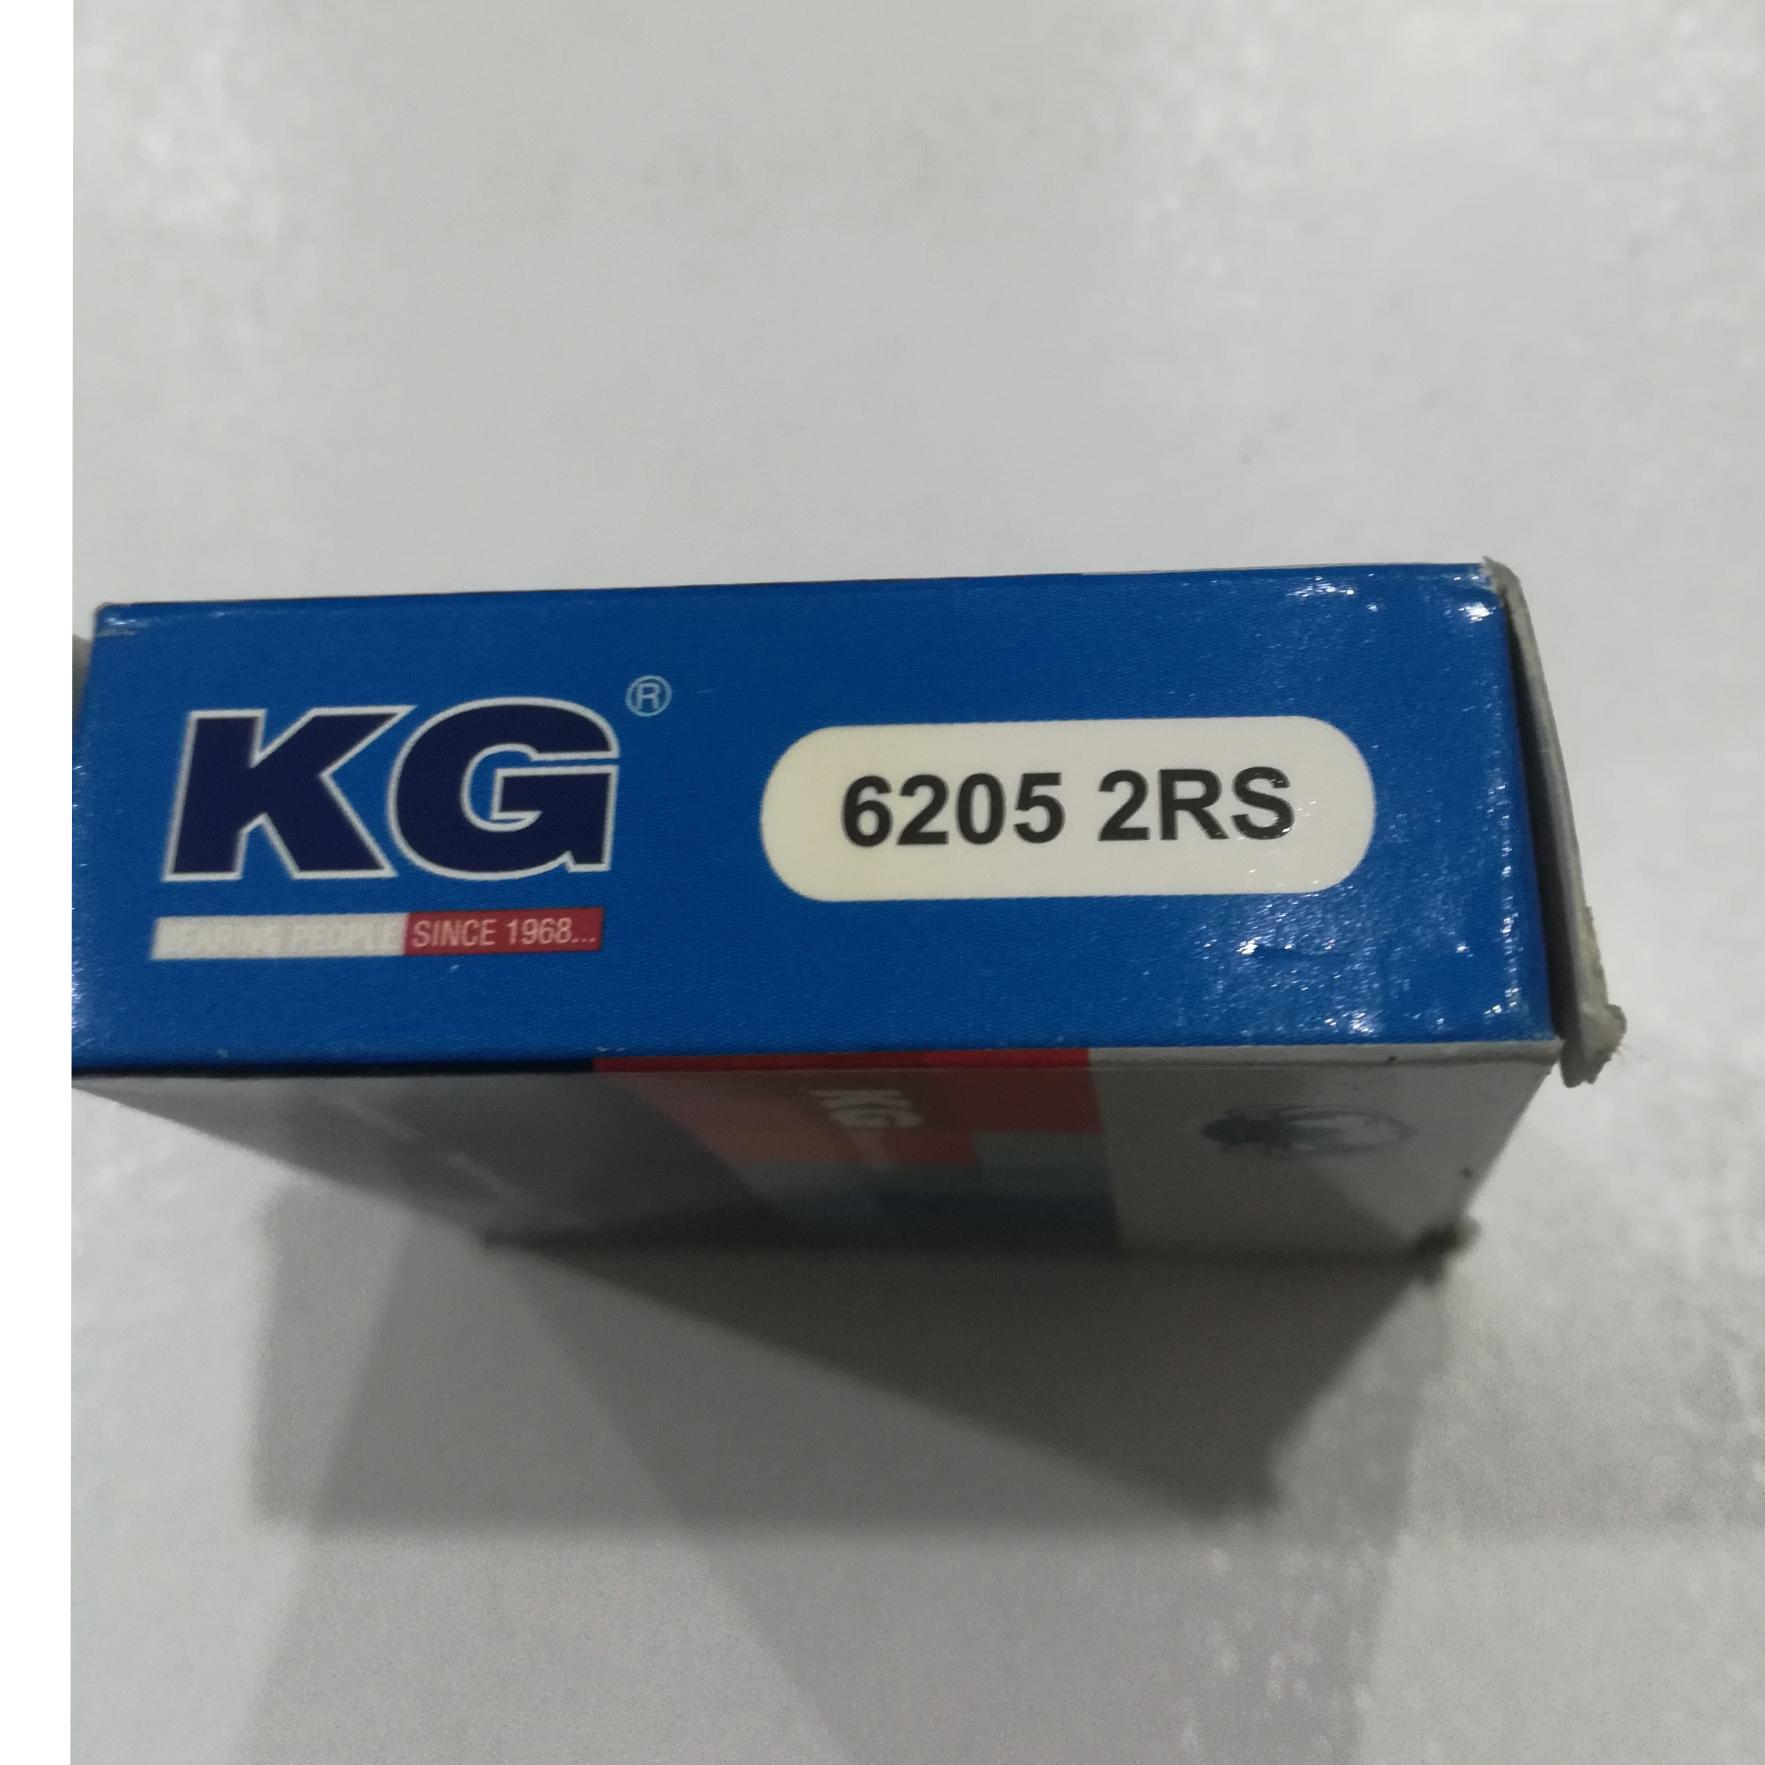 KG®
BEARING PEOPLE SINCE 1968...
6205 2RS
KG